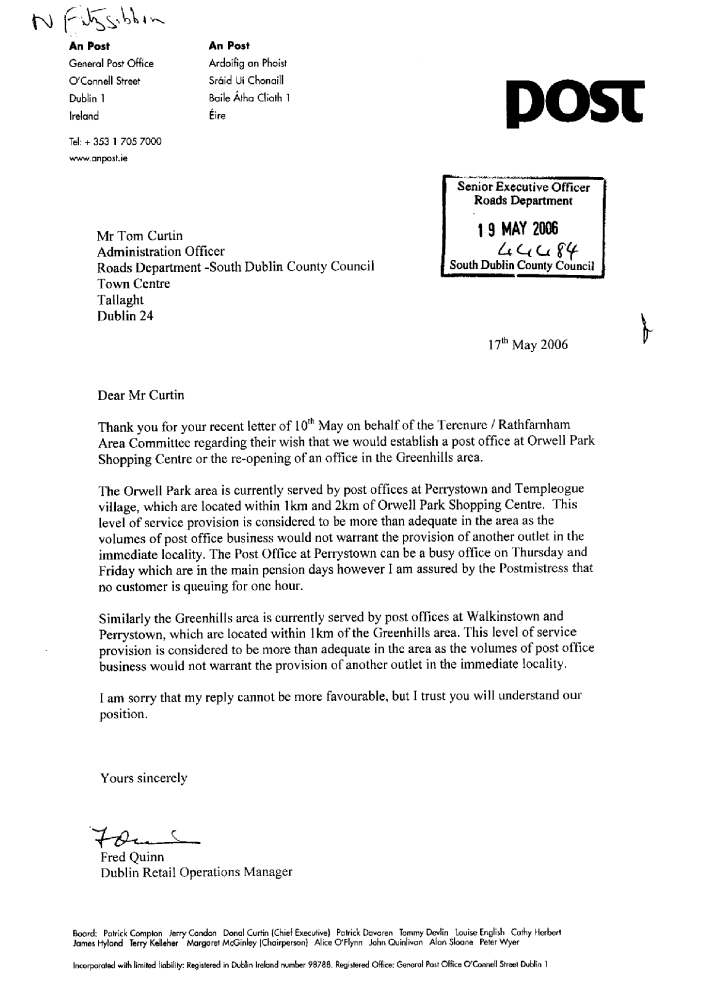 N Fitzgibbon
An Post
General Post Office
O'Connell Street
Dublin 1
Ireland
Tel: + 353 1 705 7000
www.anpost.ie
An Post
Ardoifig an Phoist
Sráid Uí Chonaill
Baile Átha Cliath 1
Éire
POST
Senior Executive Officer
Roads Department
19 MAY 2006
44484
South Dublin County Council
Mr Tom Curtin
Administration Officer
Roads Department -South Dublin County Council
Town Centre
Tallaght
Dublin 24
17th May 2006
Dear Mr Curtin
Thank you for your recent letter of 10th May on behalf of the Terenure / Rathfarnham
Area Committee regarding their wish that we would establish a post office at Orwell Park
Shopping Centre or the re-opening of an office in the Greenhills area.
The Orwell Park area is currently served by post offices at Perrystown and Templeogue
village, which are located within 1km and 2km of Orwell Park Shopping Centre. This
level of service provision is considered to be more than adequate in the area as the
volumes of post office business would not warrant the provision of another outlet in the
immediate locality. The Post Office at Perrystown can be a busy office on Thursday and
Friday which are in the main pension days however I am assured by the Postmistress that
no customer is queuing for one hour.
Similarly the Greenhills area is currently served by post offices at Walkinstown and
Perrystown, which are located within 1km of the Greenhills area. This level of service
provision is considered to be more than adequate in the area as the volumes of post office
business would not warrant the provision of another outlet in the immediate locality.
I am sorry that my reply cannot be more favourable, but I trust you will understand our
position.
Yours sincerely
Fred Quinn
Dublin Retail Operations Manager
Board: Patrick Compton Jerry Condon Donal Curtin (Chief Executive) Patrick Davoren Tommy Devlin Louise English Cathy Herbert
James Hyland Terry Kelleher Margaret McGinley (Chairperson) Alice O'Flynn John Quinlivan Alan Sloane Peter Wyer
Incorporated with limited liability: Registered in Dublin Ireland number 98788. Registered Office: General Post Office O'Connell Street Dublin 1